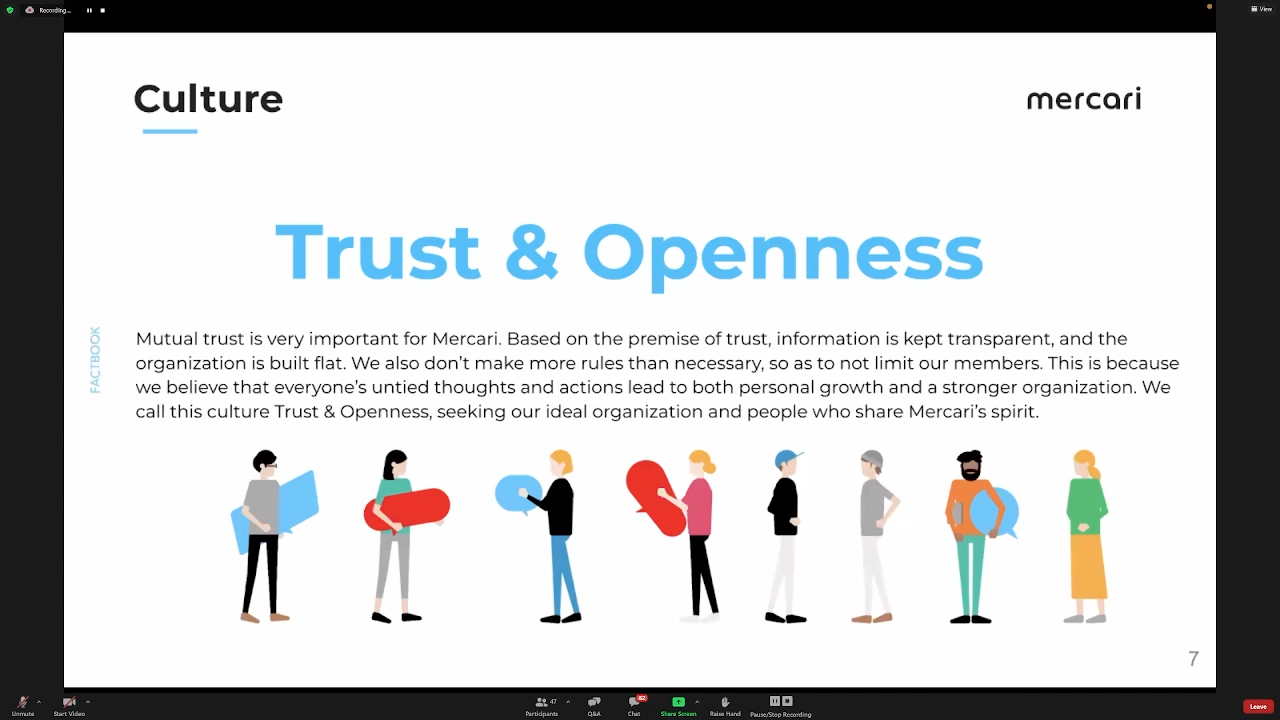 Recording...
View
Culture
mercari
Trust & Openness
FACTBOOK
Mutual trust is very important for Mercari. Based on the premise of trust, information is kept transparent, and the
organization is built flat. We also don't make more rules than necessary, so as to not limit our members. This is because
we believe that everyone's untied thoughts and actions lead to both personal growth and a stronger organization. We
call this culture Trust & Openness, seeking our ideal organization and people who share Mercari's spirit.
7
Unmute
Start Video
Participants
47
Q&A
Chat
Share Screen
Raise Hand
Pause/Stop Recording
Leave